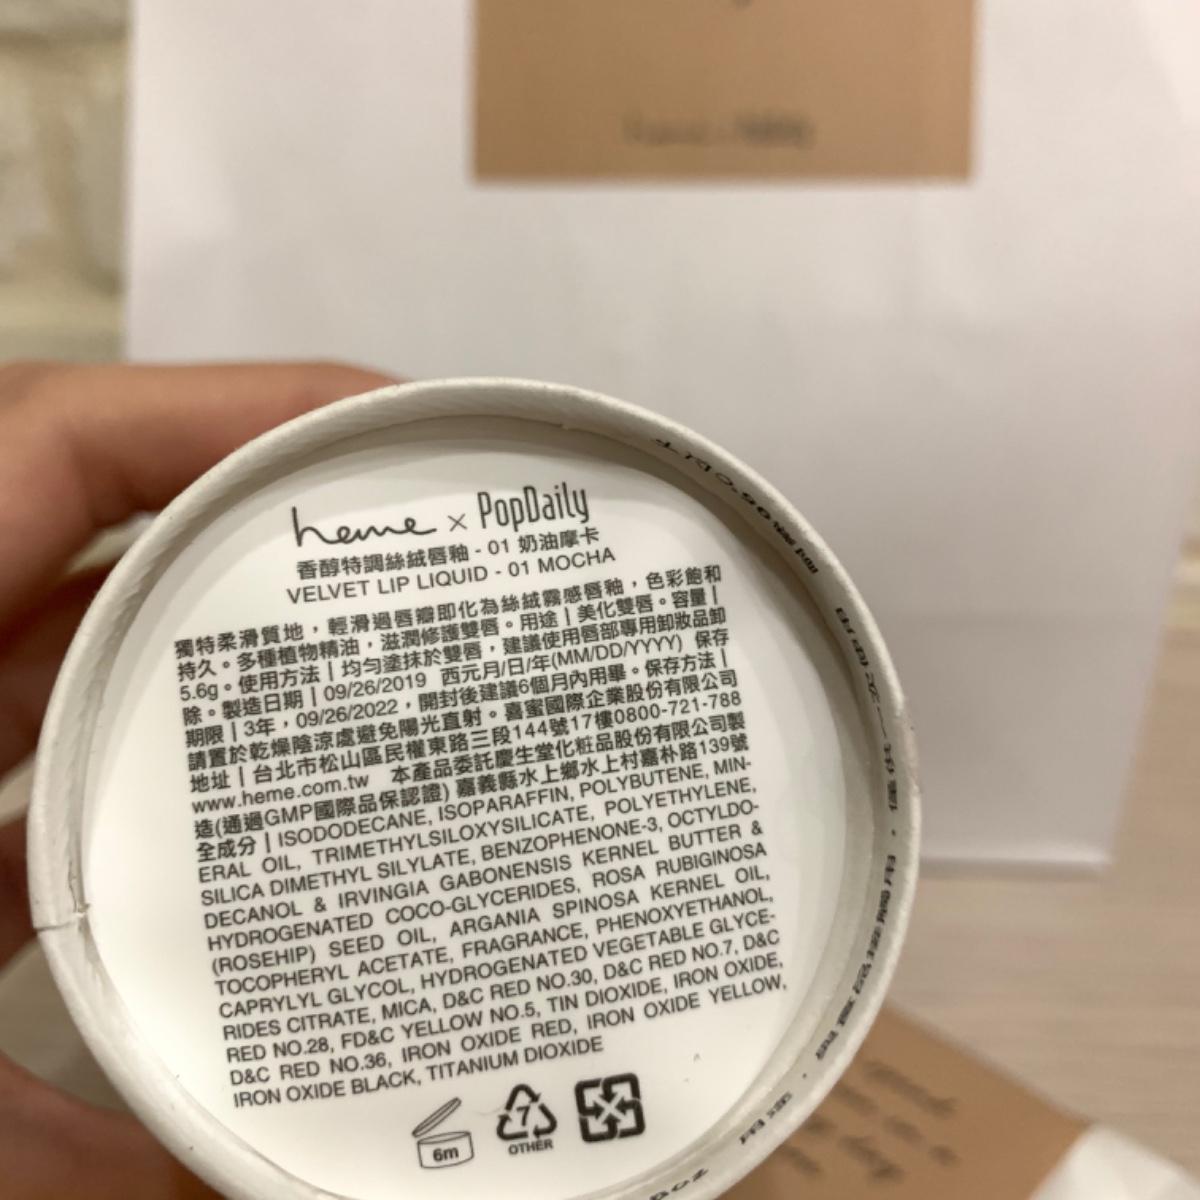 heme × PopDaily
香醇特調絲絨唇釉 - 01 奶油摩卡
VELVET LIP LIQUID - 01 MOCHA
獨特柔滑質地，輕滑過唇瓣即化為絲絨霧感唇釉，色彩飽和
持久。多種植物精油，滋潤修護雙唇。用途 | 美化雙唇。容量 |
5.6g。使用方法 | 均勻塗抹於雙唇，建議使用唇部專用卸妝品卸
除。製造日期 | 09/26/2019 西元月/日/年(MM/DD/YYYY) 保存
期限 | 3年，09/26/2022，開封後建議6個月內用畢。保存方法 |
請置於乾燥陰涼處避免陽光直射。喜蜜國際企業股份有限公司
地址 | 台北市松山區民權東路三段144號17樓0800-721-788
www.heme.com.tw 本產品委託慶生堂化粧品股份有限公司製
造(通過GMP國際品保認證) 嘉義縣水上鄉水上村嘉朴路139號
全成分 | ISODODECANE, ISOPARAFFIN, POLYBUTENE, MIN-
ERAL OIL, TRIMETHYLSILOXYSILICATE, POLYETHYLENE,
SILICA DIMETHYL SILYLATE, BENZOPHENONE-3, OCTYLDO-
DECANOL & IRVINGIA GABONENSIS KERNEL BUTTER &
HYDROGENATED COCO-GLYCERIDES, ROSA RUBIGINOSA
(ROSEHIP) SEED OIL, ARGANIA SPINOSA KERNEL OIL,
TOCOPHERYL ACETATE, FRAGRANCE, PHENOXYETHANOL,
CAPRYLYL GLYCOL, HYDROGENATED VEGETABLE GLYCE-
RIDES CITRATE, MICA, D&C RED NO.30, D&C RED NO.7, D&C
RED NO.28, FD&C YELLOW NO.5, TIN DIOXIDE, IRON OXIDE,
D&C RED NO.36, IRON OXIDE RED, IRON OXIDE YELLOW,
IRON OXIDE BLACK, TITANIUM DIOXIDE
6m
7
OTHER